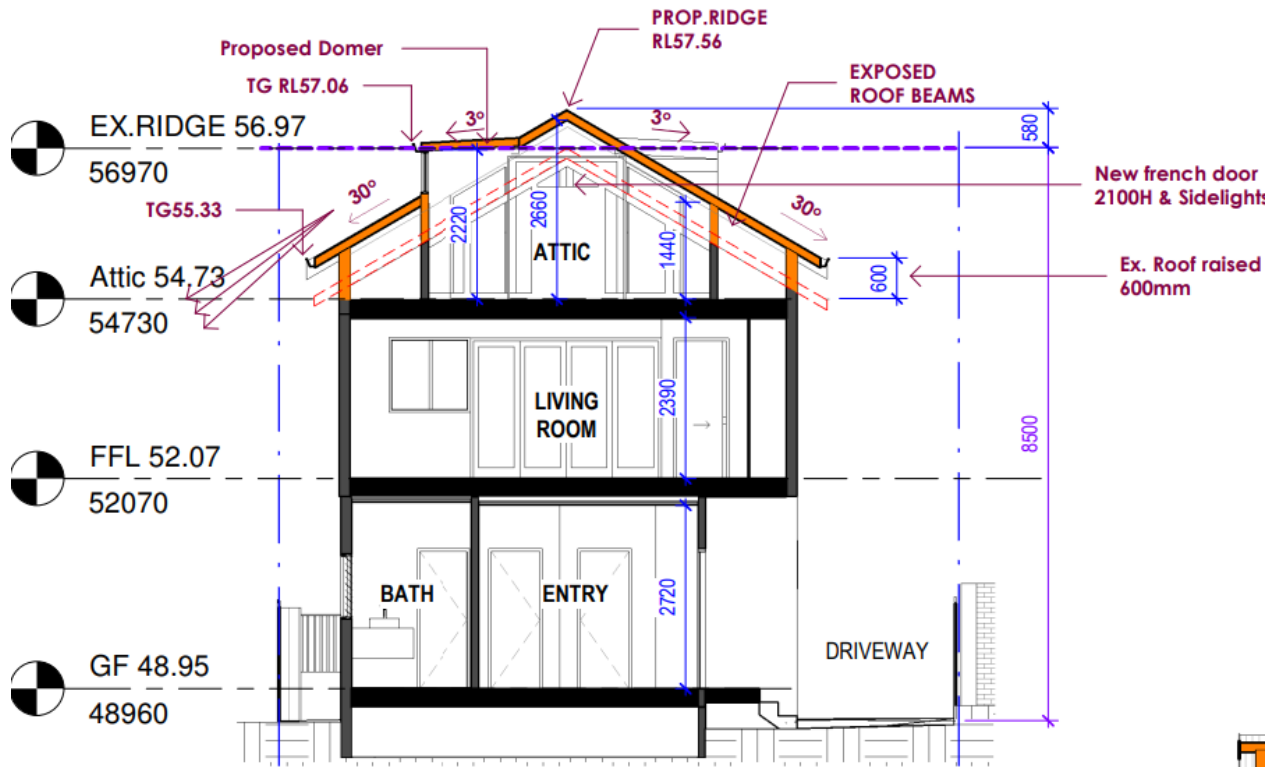 PROP.RIDGE
RL57.56
Proposed Domer
TG RL57.06
EXPOSED
ROOF BEAMS
3°
3°
580
EX.RIDGE 56.97
56970
New french door
2100H & Sidelights
30°
30°
TG55.33
2220
2660
1440
ATTIC
600
Ex. Roof raised
600mm
Attic 54.73
54730
LIVING
ROOM
2390
8500
FFL 52.07
52070
BATH
ENTRY
2720
DRIVEWAY
GF 48.95
48960